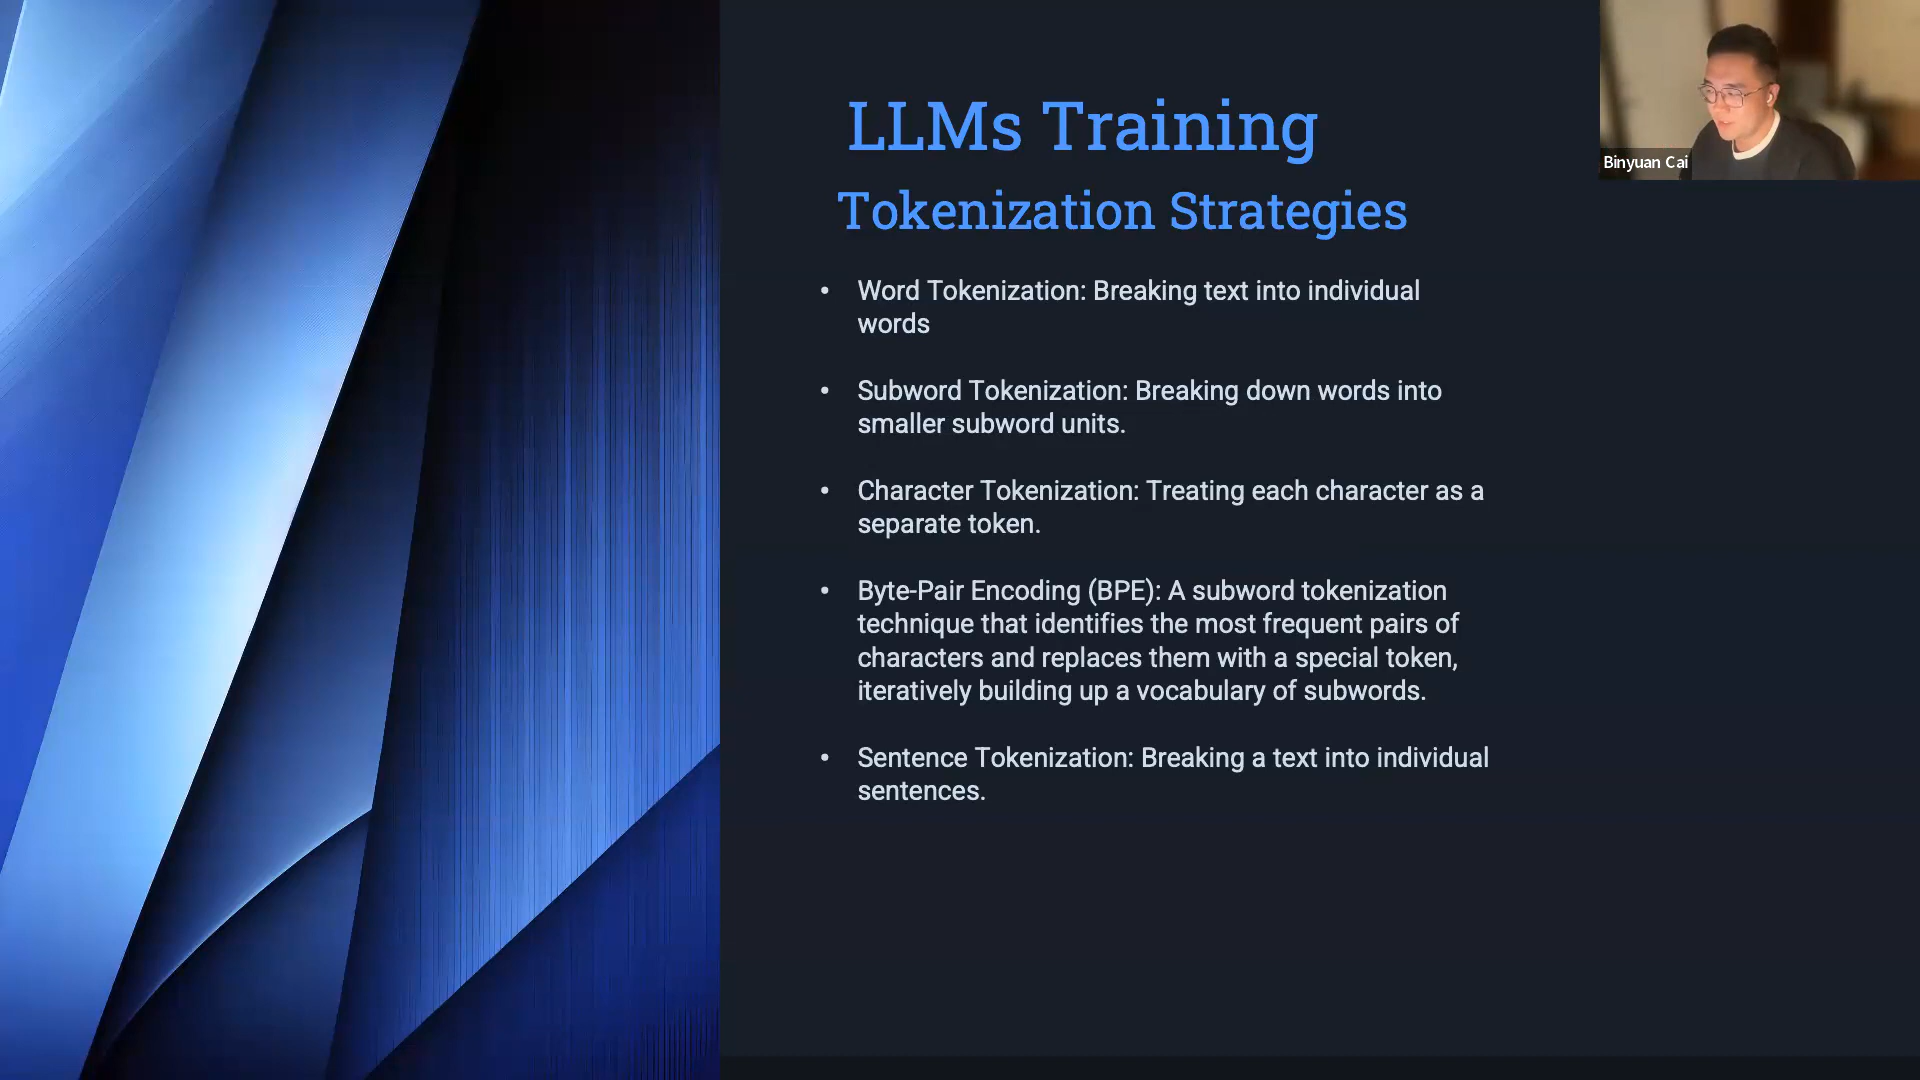 LLMs Training
Tokenization Strategies
• Word Tokenization: Breaking text into individual
words
• Subword Tokenization: Breaking down words into
smaller subword units.
• Character Tokenization: Treating each character as a
separate token.
• Byte-Pair Encoding (BPE): A subword tokenization
technique that identifies the most frequent pairs of
characters and replaces them with a special token,
iteratively building up a vocabulary of subwords.
• Sentence Tokenization: Breaking a text into individual
sentences.
Binyuan Cai